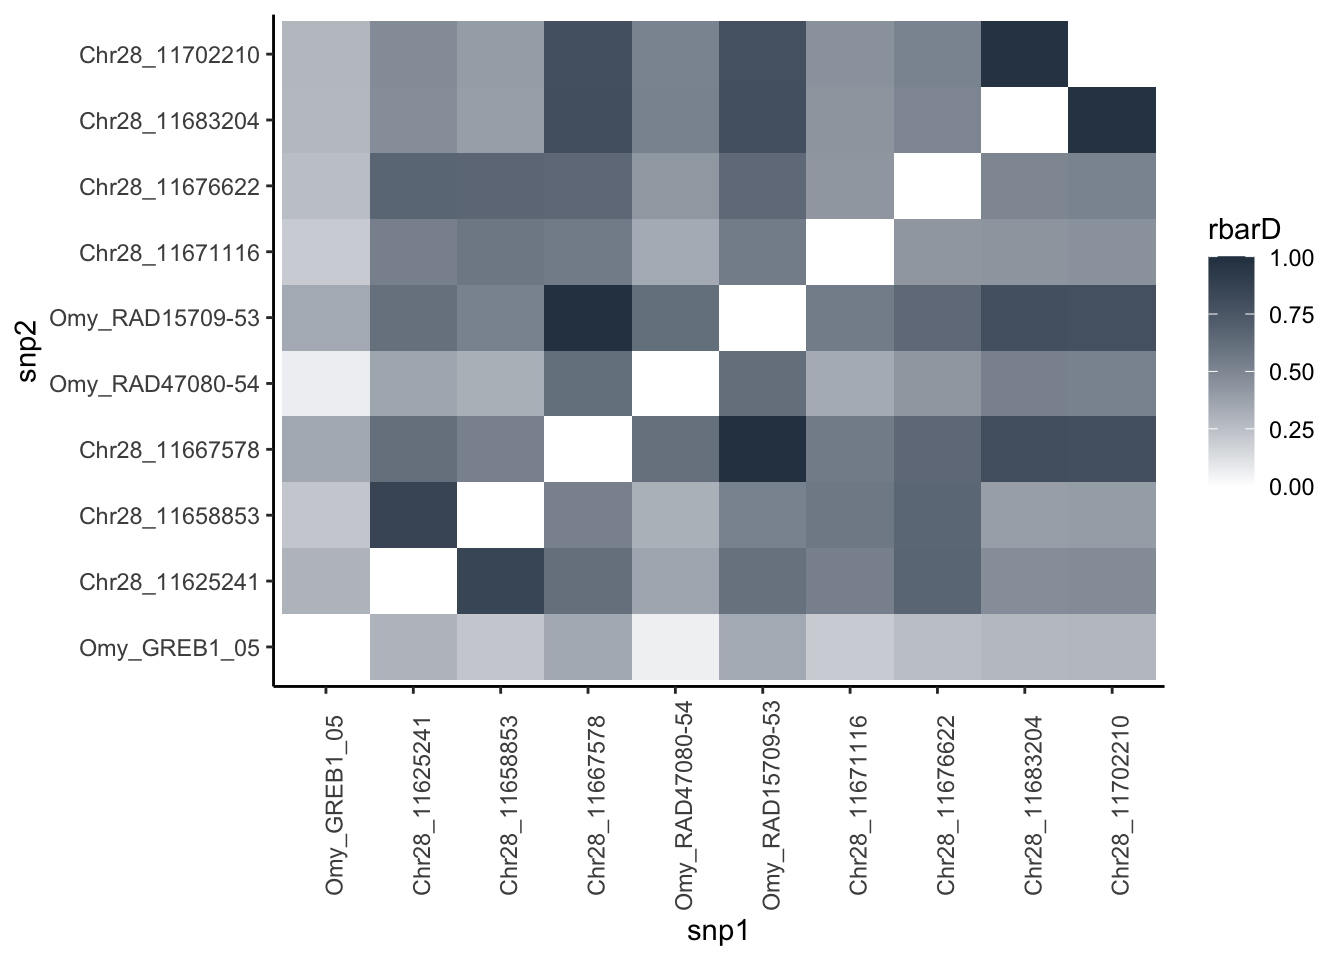 Chr28_11702210
Chr28_11683204
Chr28_11676622
Chr28_11671116
Omy_RAD15709-53
Omy_RAD47080-54
Chr28_11667578
Chr28_11658853
Chr28_11625241
Omy_GREB1_05
snp2
Omy_GREB1_05
Chr28_11625241
Chr28_11658853
Chr28_11667578
Omy_RAD47080-54
Omy_RAD15709-53
Chr28_11671116
Chr28_11676622
Chr28_11683204
Chr28_11702210
snp1
rbarD
1.00
0.75
0.50
0.25
0.00